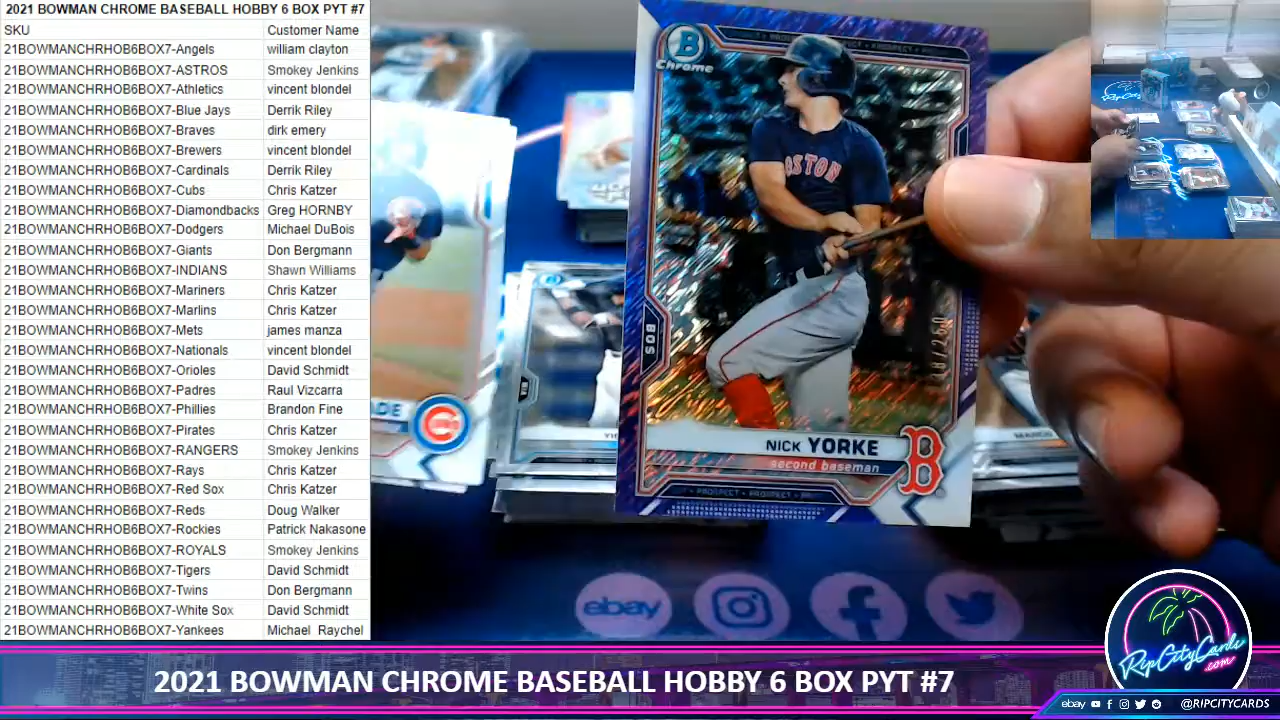 2021 BOWMAN CHROME BASEBALL HOBBY 6 BOX PYT #7
SKU Customer Name
21BOWMANCHRHOB6BOX7-Angels william clayton
21BOWMANCHRHOB6BOX7-ASTROS Smokey Jenkins
21BOWMANCHRHOB6BOX7-Athletics vincent blondel
21BOWMANCHRHOB6BOX7-Blue Jays Derrik Riley
21BOWMANCHRHOB6BOX7-Braves dirk emery
21BOWMANCHRHOB6BOX7-Brewers vincent blondel
21BOWMANCHRHOB6BOX7-Cardinals Derrik Riley
21BOWMANCHRHOB6BOX7-Cubs Chris Katzer
21BOWMANCHRHOB6BOX7-Diamondbacks Greg HORNBY
21BOWMANCHRHOB6BOX7-Dodgers Michael DuBois
21BOWMANCHRHOB6BOX7-Giants Don Bergmann
21BOWMANCHRHOB6BOX7-INDIANS Shawn Williams
21BOWMANCHRHOB6BOX7-Mariners Chris Katzer
21BOWMANCHRHOB6BOX7-Marlins Chris Katzer
21BOWMANCHRHOB6BOX7-Mets james manza
21BOWMANCHRHOB6BOX7-Nationals vincent blondel
21BOWMANCHRHOB6BOX7-Orioles David Schmidt
21BOWMANCHRHOB6BOX7-Padres Raul Vizcarra
21BOWMANCHRHOB6BOX7-Phillies Brandon Fine
21BOWMANCHRHOB6BOX7-Pirates Chris Katzer
21BOWMANCHRHOB6BOX7-RANGERS Smokey Jenkins
21BOWMANCHRHOB6BOX7-Rays Chris Katzer
21BOWMANCHRHOB6BOX7-Red Sox Chris Katzer
21BOWMANCHRHOB6BOX7-Reds Doug Walker
21BOWMANCHRHOB6BOX7-Rockies Patrick Nakasone
21BOWMANCHRHOB6BOX7-ROYALS Smokey Jenkins
21BOWMANCHRHOB6BOX7-Tigers David Schmidt
21BOWMANCHRHOB6BOX7-Twins Don Bergmann
21BOWMANCHRHOB6BOX7-White Sox David Schmidt
21BOWMANCHRHOB6BOX7-Yankees Michael Raychel
B
Chrome
BOSTON
BOS
NICK YORKE
second baseman
B
PROSPECT • PROSPECT
ebay
RipCityCards
.com
2021 BOWMAN CHROME BASEBALL HOBBY 6 BOX PYT #7
ebay @RIPCITYCARDS